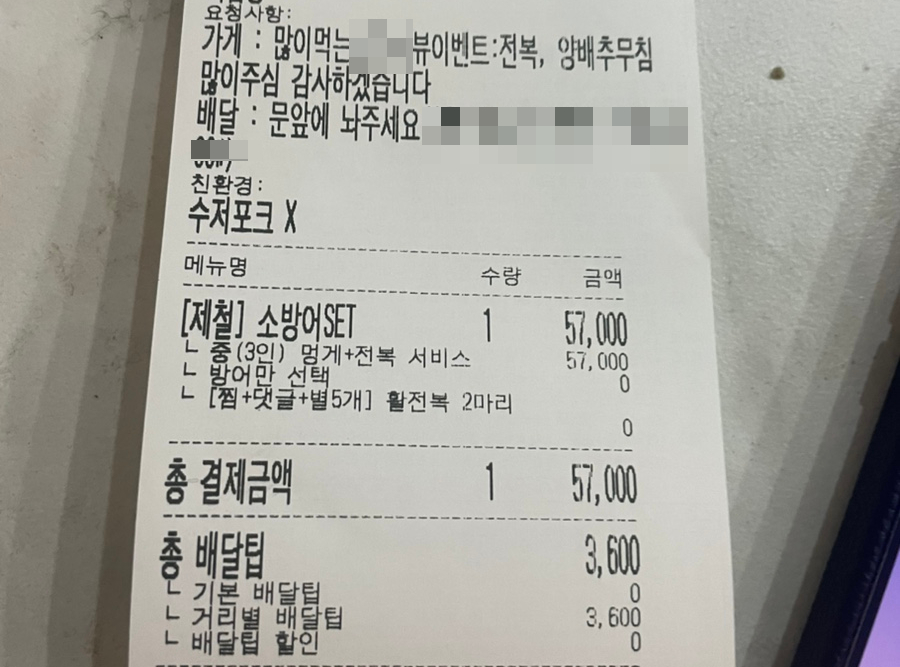 요청사항:
가게 : 많이먹는 뷰이벤트:전복, 양배추무침
많이주심 감사하겠습니다
배달 : 문앞에 놔주세요
친환경:
수저포크 X
메뉴명 수량 금액
[제철] 소방어SET 1 57,000
ㄴ 중(3인) 멍게+전복 서비스 57,000
ㄴ 방어만 선택 0
ㄴ [찜+댓글+별5개] 활전복 2마리
0
총 결제금액 1 57,000
총 배달팁 3,600
ㄴ 기본 배달팁 0
ㄴ 거리별 배달팁 3,600
ㄴ 배달팁 할인 0